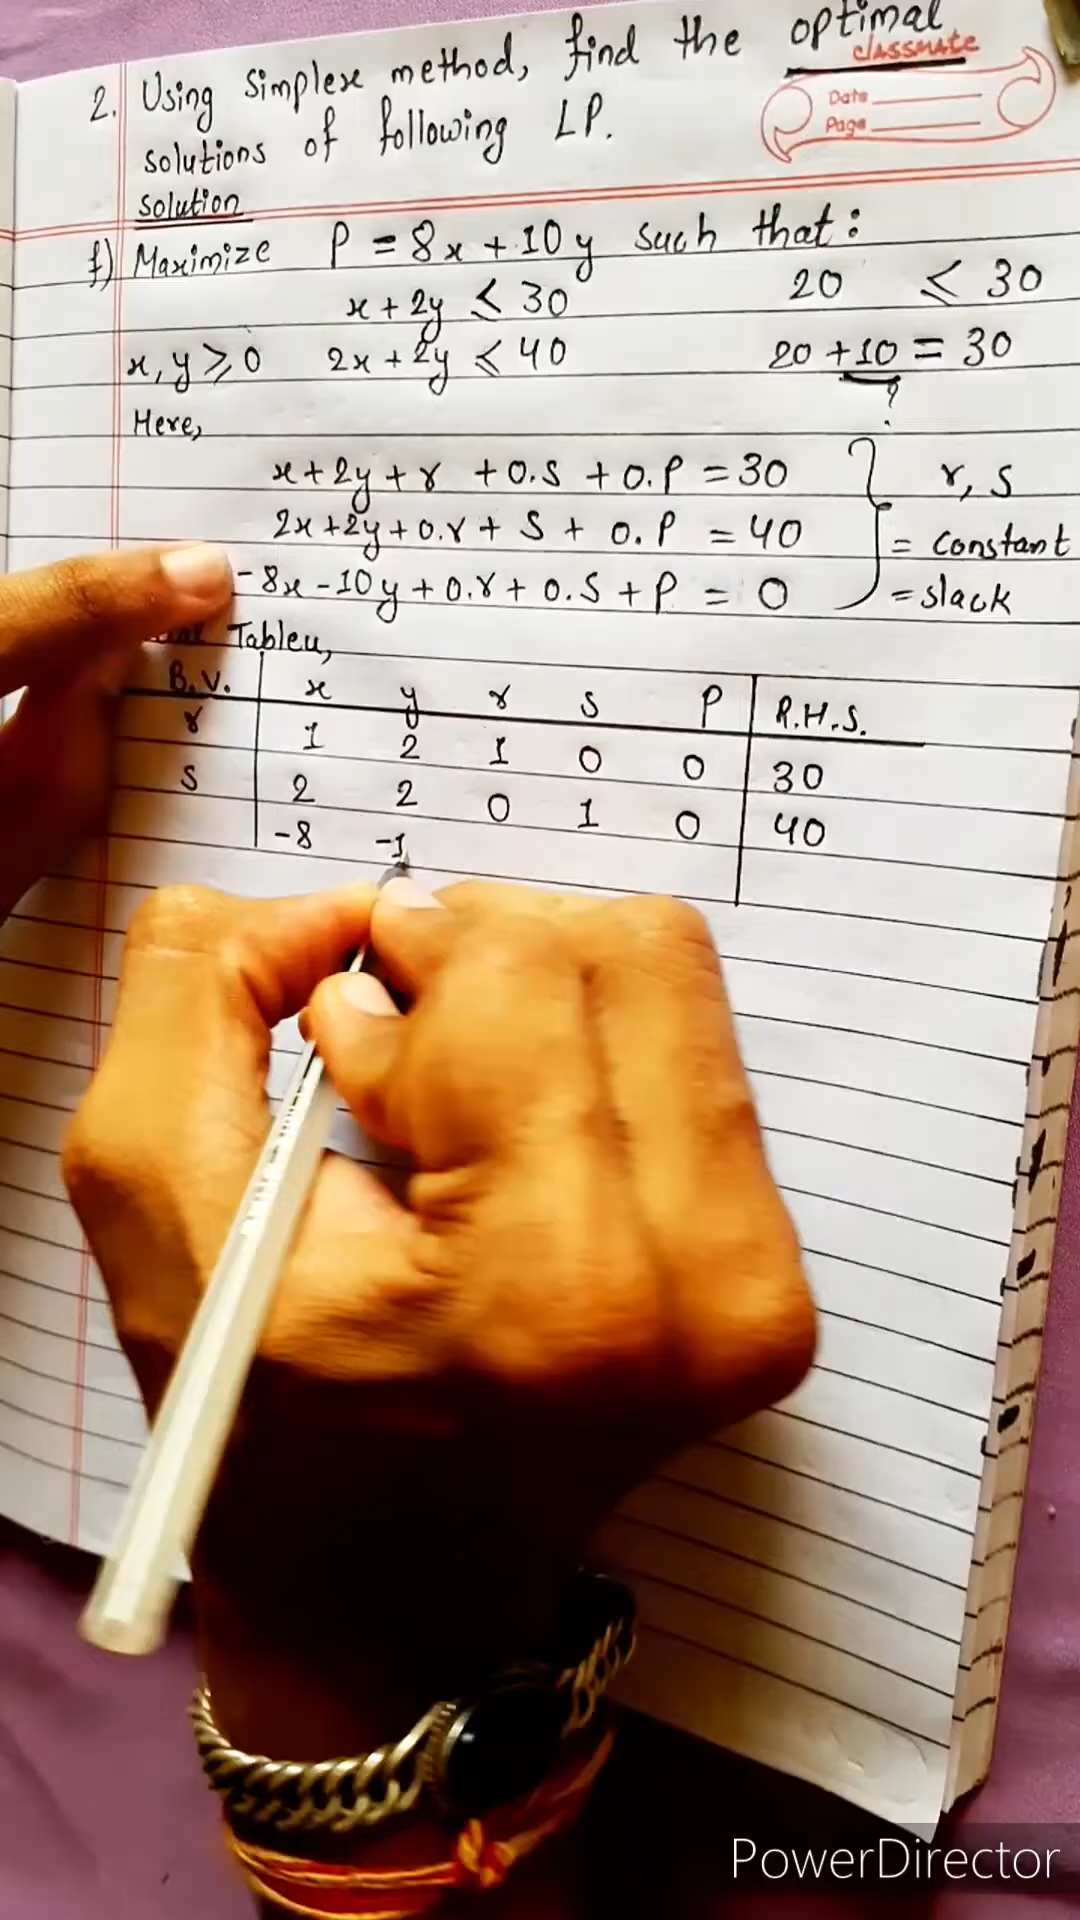 2. Using Simplex method, find the optimal
solutions of following LP.
classmate
Date
Page
solution
f) Maximize P = 8x + 10y such that:
x + 2y ≤ 30 20 ≤ 30
x, y ≥ 0 2x + 2y ≤ 40 20 + 10 = 30
?
Here,
x + 2y + r + 0.s + 0.P = 30 r, s
2x + 2y + 0.r + s + 0.P = 40 = constant
-8x - 10y + 0.r + 0.s + P = 0 = slack
Tableu,
B.V. x y r s P R.H.S.
r 1 2 1 0 0 30
s 2 2 0 1 0 40
-8 -1
PowerDirector